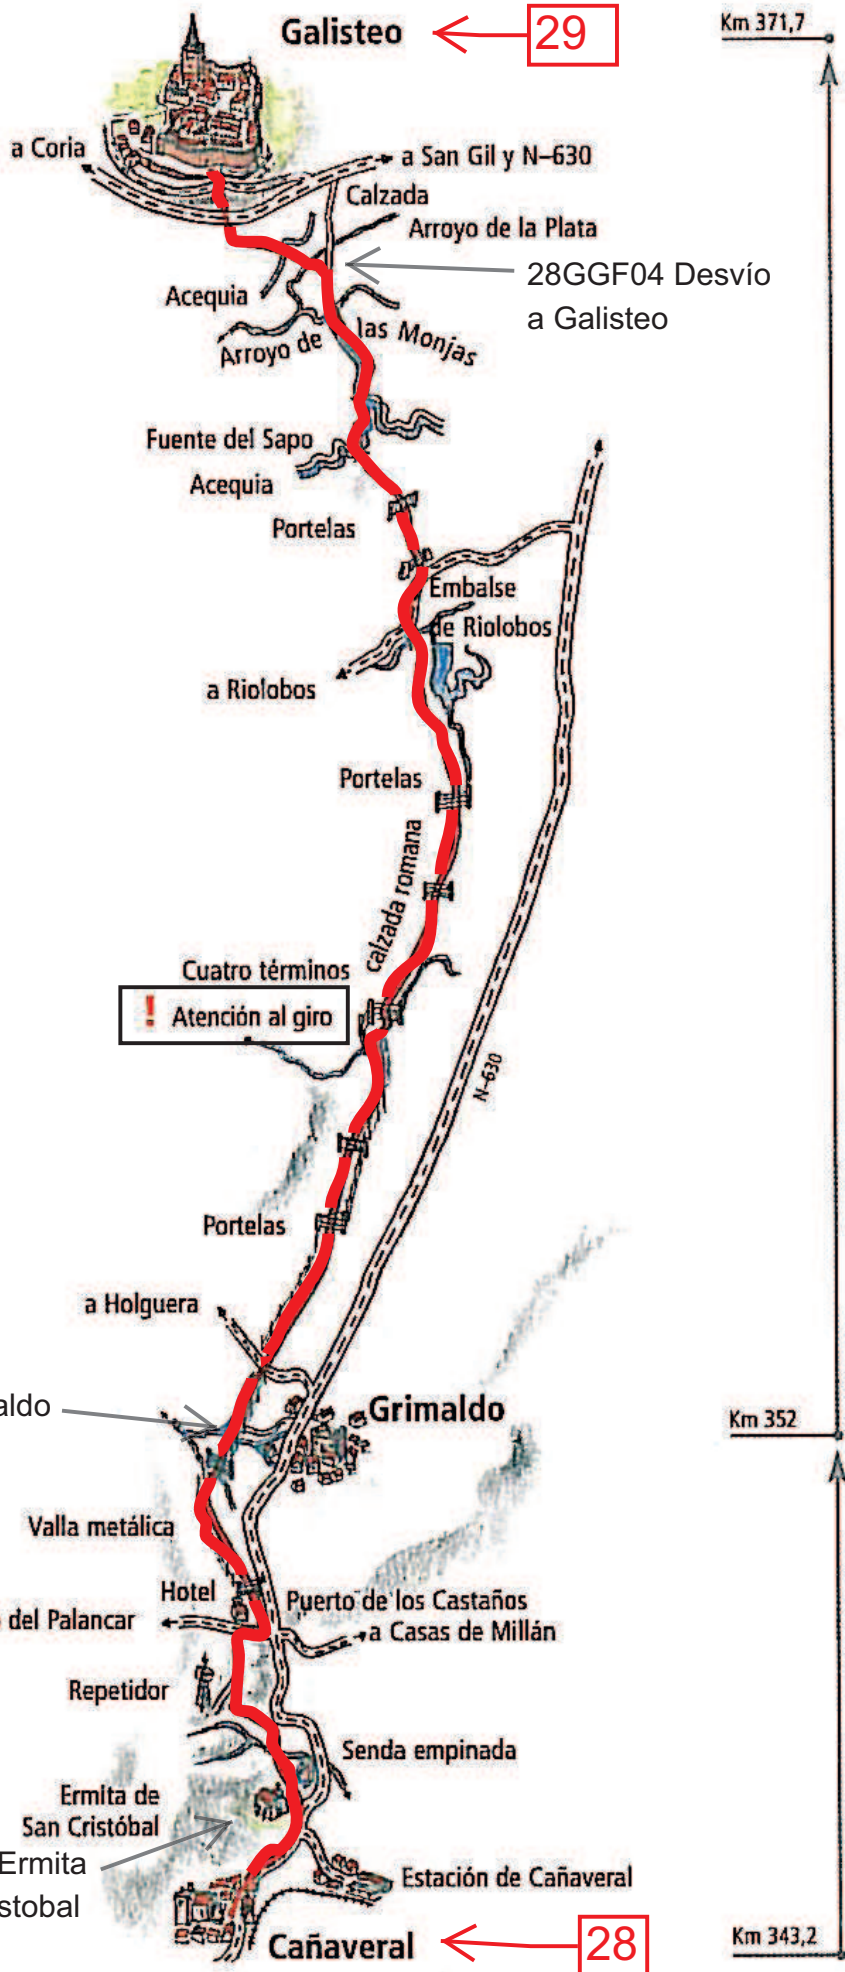 Galisteo
29
Km 371,7
a Coria
a San Gil y N-630
Calzada
Arroyo de la Plata
28GGF04 Desvío
a Galisteo
Acequia
Arroyo de las Monjas
Fuente del Sapo
Acequia
Portelas
Embalse
de Riolobos
a Riolobos
Portelas
calzada romana
Cuatro términos
! Atención al giro
N-630
Portelas
a Holguera
aldo
Grimaldo
Km 352
Valla metálica
Hotel
Puerto de los Castaños
del Palancar
a Casas de Millán
Repetidor
Senda empinada
Ermita de
San Cristóbal
Ermita
stobal
Estación de Cañaveral
Cañaveral
28
Km 343,2